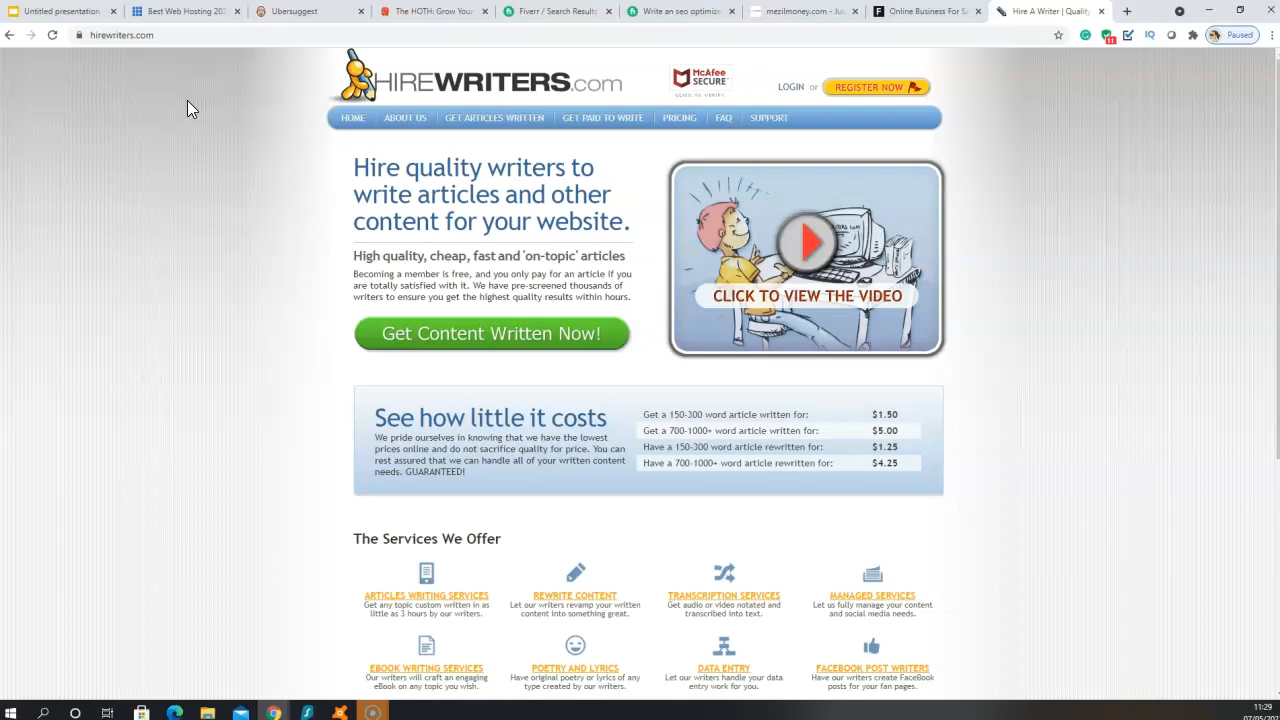 Untitled presentation
Best Web Hosting 202
Ubersuggest
The HOTH: Grow Your
Fiverr / Search Results
Write an seo optimize
mezilmoney.com - Jus
Online Business For Sa
Hire A Writer | Quality
hirewriters.com
11
IQ
Paused
HIREWRITERS.com
McAfee
SECURE
CLICK TO VERIFY
LOGIN or REGISTER NOW
HOME ABOUT US GET ARTICLES WRITTEN GET PAID TO WRITE PRICING FAQ SUPPORT
Hire quality writers to
write articles and other
content for your website.
High quality, cheap, fast and 'on-topic' articles
Becoming a member is free, and you only pay for an article if you
are totally satisfied with it. We have pre-screened thousands of
writers to ensure you get the highest quality results within hours.
Get Content Written Now!
CLICK TO VIEW THE VIDEO
See how little it costs
We pride ourselves in knowing that we have the lowest
prices online and do not sacrifice quality for price. You can
rest assured that we can handle all of your written content
needs. GUARANTEED!
Get a 150-300 word article written for: $1.50
Get a 700-1000+ word article written for: $5.00
Have a 150-300 word article rewritten for: $1.25
Have a 700-1000+ word article rewritten for: $4.25
The Services We Offer
ARTICLES WRITING SERVICES
Get any topic custom written in as
little as 3 hours by our writers.
REWRITE CONTENT
Let our writers revamp your written
content into something great.
TRANSCRIPTION SERVICES
Get audio or video notated and
transcribed into text.
MANAGED SERVICES
Let us fully manage your content
and social media needs.
EBOOK WRITING SERVICES
Our writers will craft an engaging
eBook on any topic you wish.
POETRY AND LYRICS
Have original poetry or lyrics of any
type created by our writers.
DATA ENTRY
Let our writers handle your data
entry work for you.
FACEBOOK POST WRITERS
Have our writers create FaceBook
posts for your fan pages.
11:29